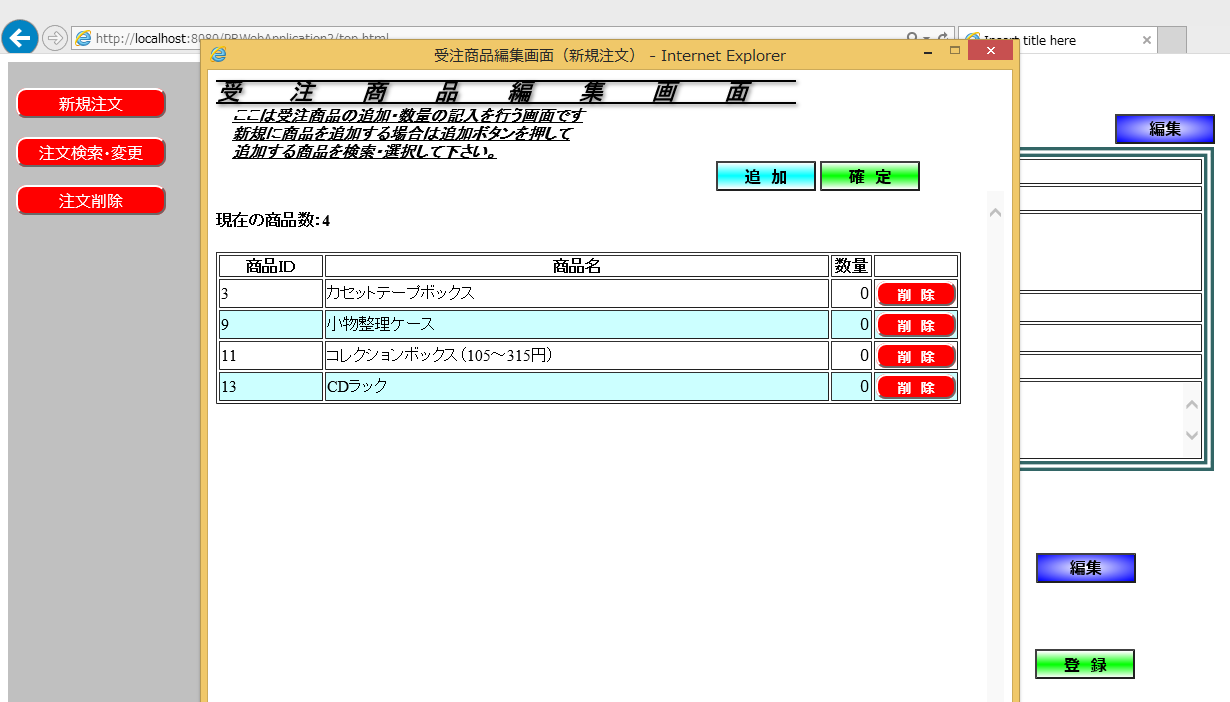 http://localhost:8080/PRWebApplication2/top.html
Insert title here
受注商品編集画面（新規注文） - Internet Explorer
新規注文
注文検索・変更
注文削除
受 注 商 品 編 集 画 面
ここは受注商品の追加・数量の記入を行う画面です
新規に商品を追加する場合は追加ボタンを押して
追加する商品を検索・選択して下さい。
追 加 確 定
現在の商品数：4
商品ID 商品名 数量
3 カセットテープボックス 0 削 除
9 小物整理ケース 0 削 除
11 コレクションボックス（105～315円） 0 削 除
13 CDラック 0 削 除
編集
編集
登 録